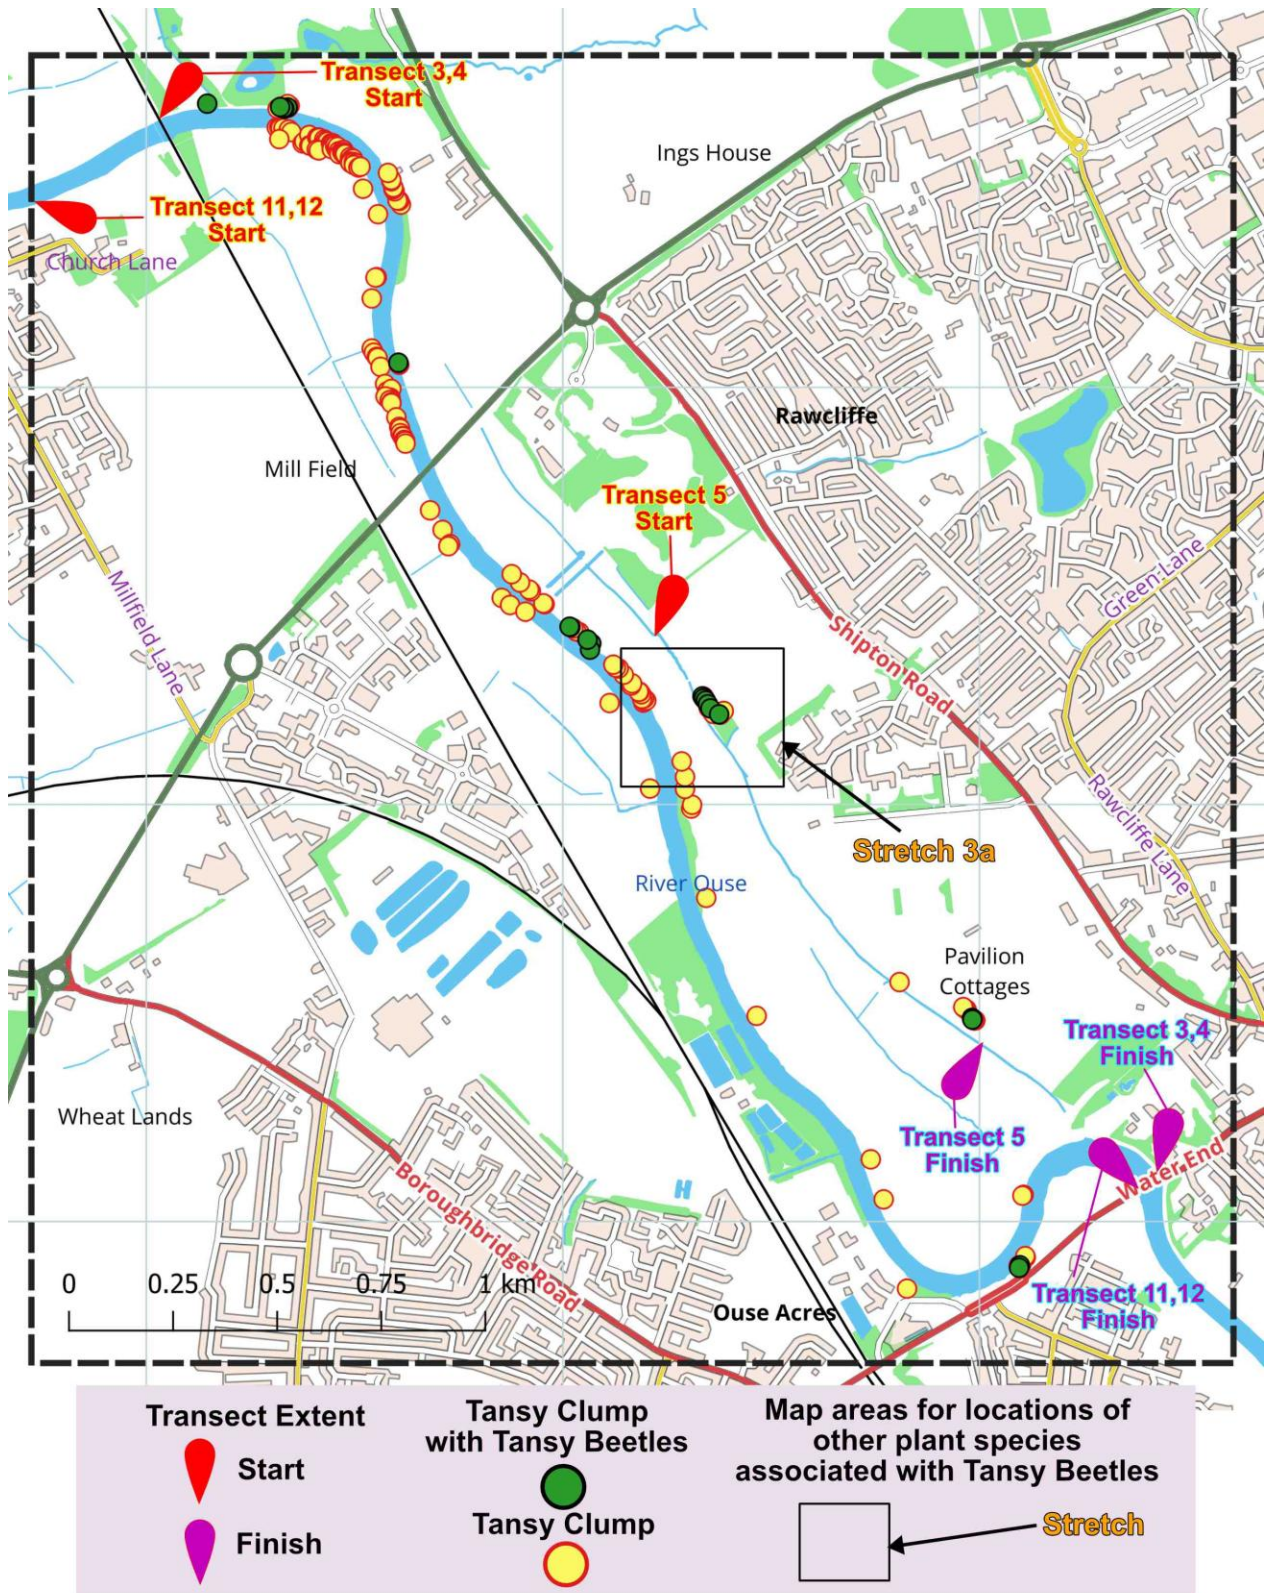 Transect 3,4
Start
Ings House
Transect 11,12
Start
Church Lane
Rawcliffe
Mill Field
Transect 5
Start
Green Lane
Millfield Lane
Shipton Road
Rawcliffe Lane
Stretch 3a
River Ouse
Pavilion
Cottages
Transect 3,4
Finish
Wheat Lands
Transect 5
Finish
Water End
Boroughbridge Road
0 0.25 0.5 0.75 1 km
Transect 11,12
Finish
Ouse Acres
Transect Extent
Start
Finish
Tansy Clump
with Tansy Beetles
Tansy Clump
Map areas for locations of
other plant species
associated with Tansy Beetles
Stretch